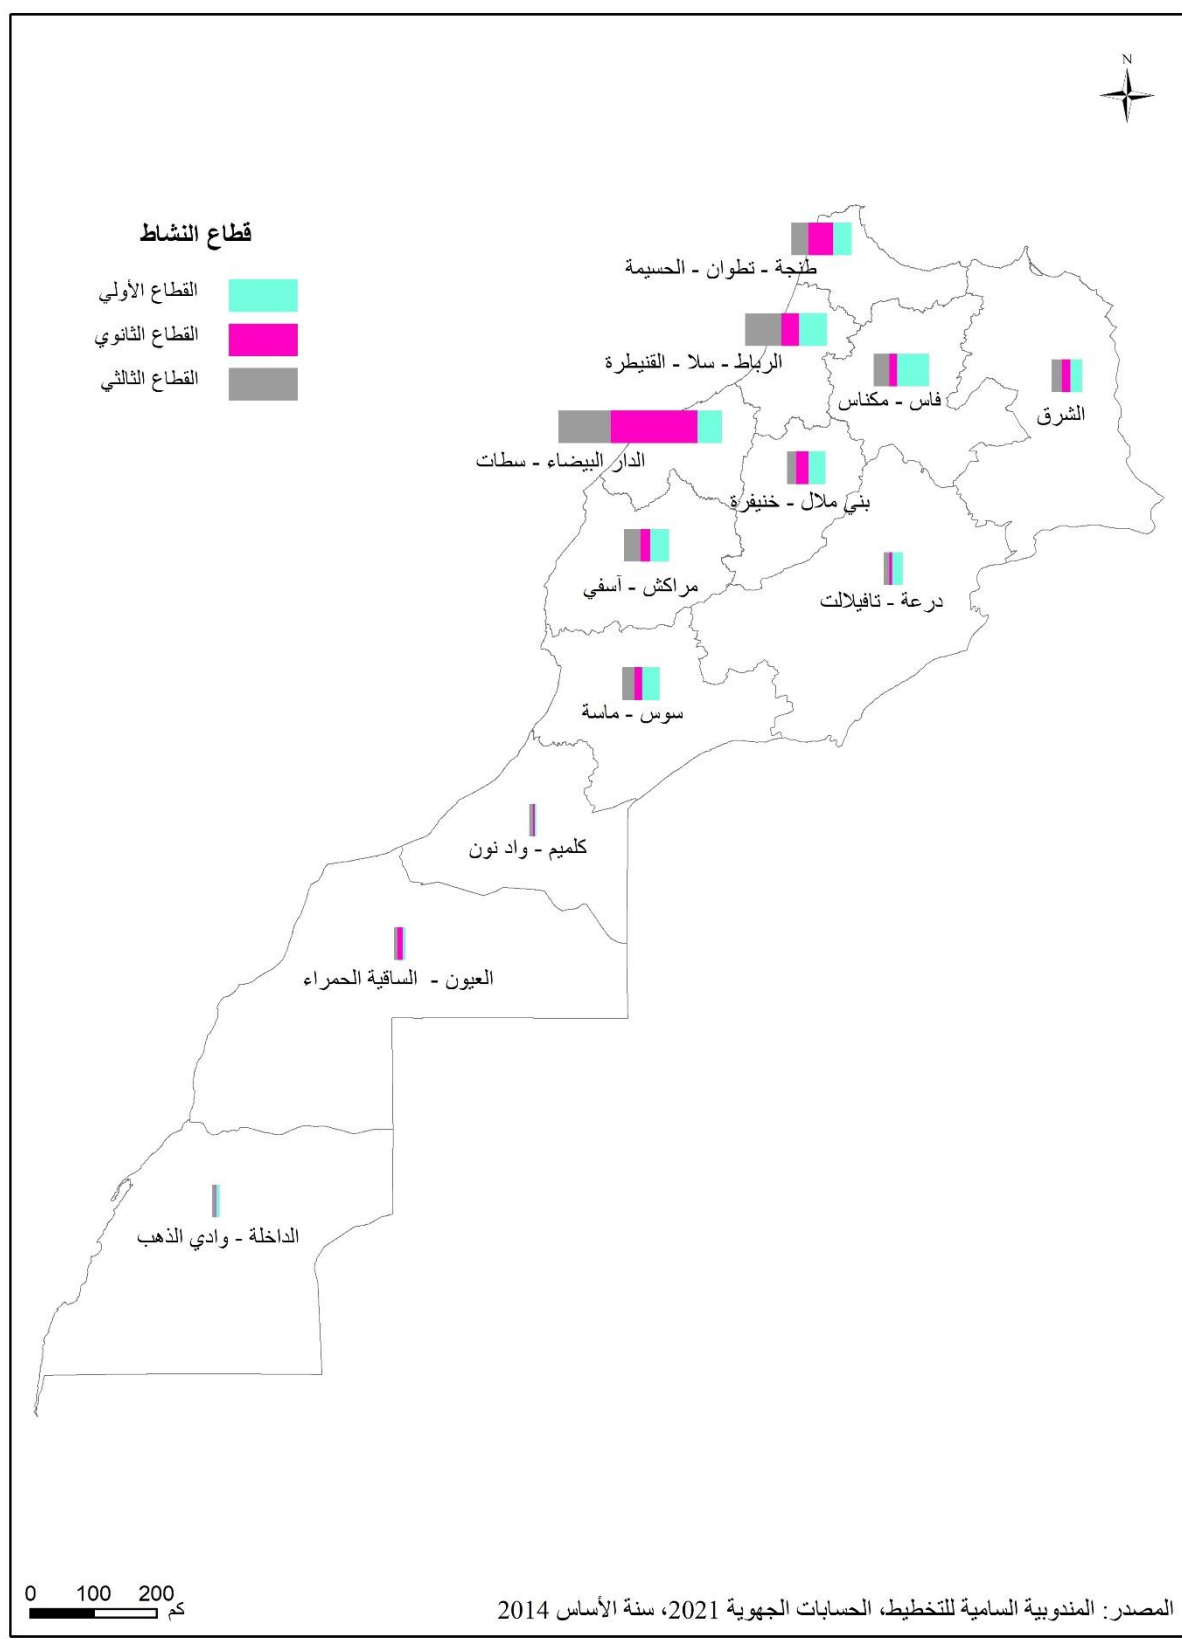 N
قطاع النشاط
القطاع الأولي
القطاع الثانوي
القطاع الثالثي
طنجة - تطوان - الحسيمة
الرباط - سلا - القنيطرة
فاس - مكناس
الشرق
الدار البيضاء - سطات
بني ملال - خنيفرة
مراكش - آسفي
درعة - تافيلالت
سوس - ماسة
كلميم - واد نون
العيون - الساقية الحمراء
الداخلة - وادي الذهب
0 100 200
كم
المصدر: المندوبية السامية للتخطيط، الحسابات الجهوية 2021، سنة الأساس 2014